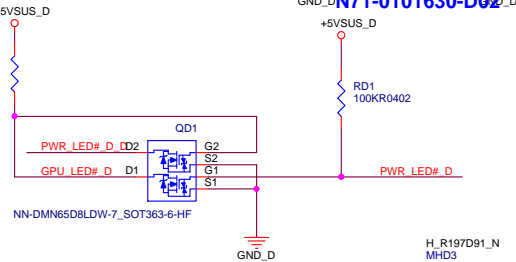 GND_D
N71-0101630-D02
GND_D
5VSUS_D
+5VSUS_D
RD1
100KR0402
QD1
PWR_LED#_D_D
D2
G2
S2
GPU_LED#_D
D1
G1
PWR_LED#_D
S1
NN-DMN65D8LDW-7_SOT363-6-HF
GND_D
H_R197D91_N
MHD3